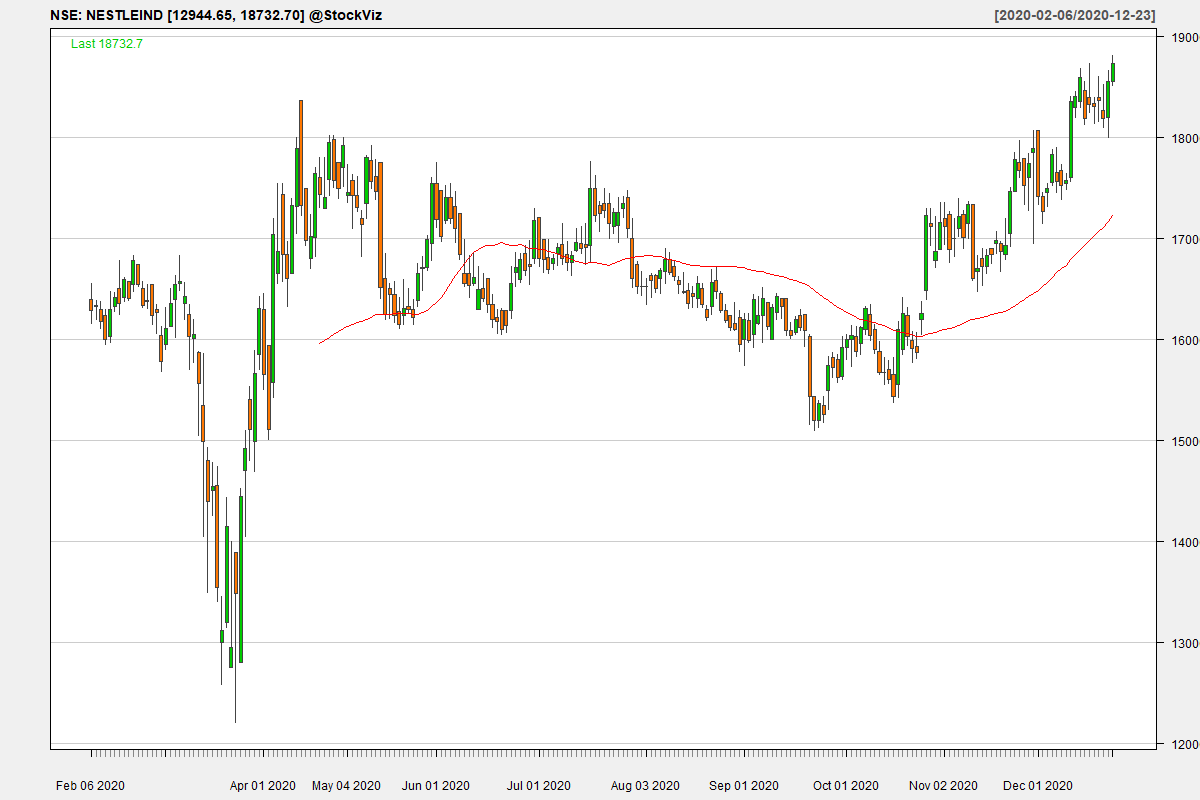 NSE: NESTLEIND [12944.65, 18732.70] @StockViz
[2020-02-06/2020-12-23]
Last 18732.7
1900
1800
1700
1600
1500
1400
1300
1200
Feb 06 2020
Apr 01 2020
May 04 2020
Jun 01 2020
Jul 01 2020
Aug 03 2020
Sep 01 2020
Oct 01 2020
Nov 02 2020
Dec 01 2020